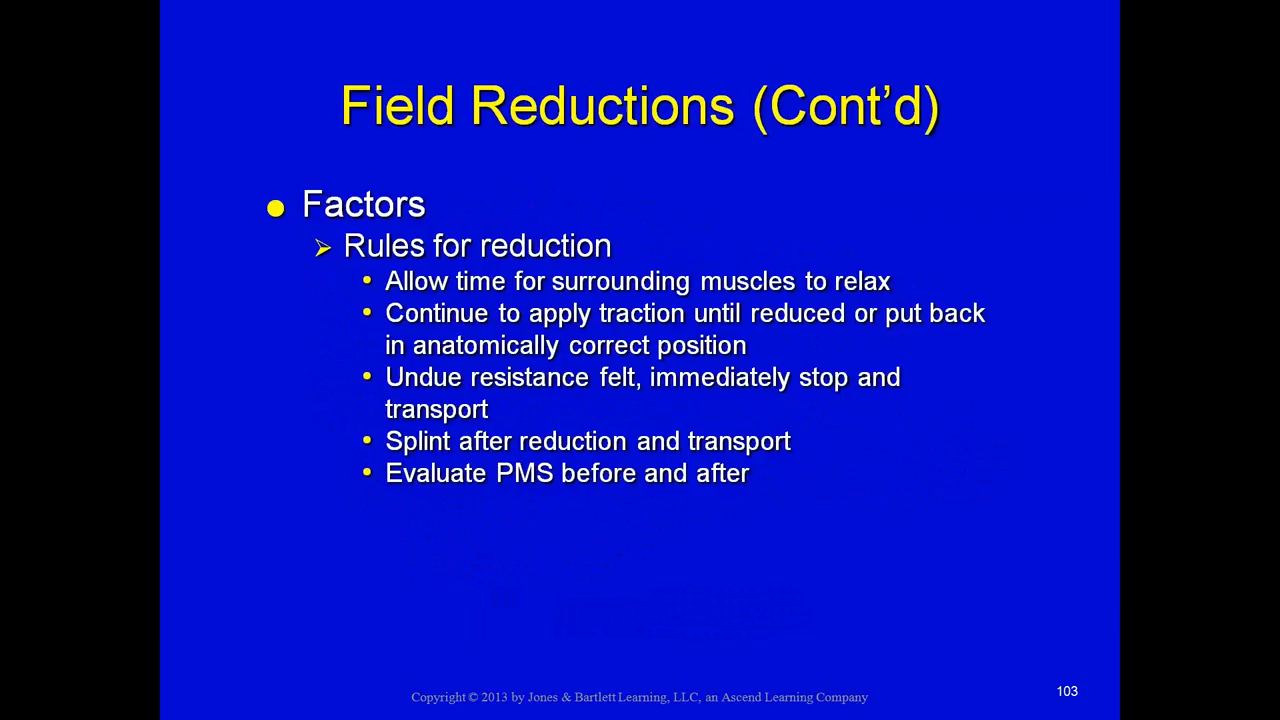 Field Reductions (Cont’d)
Factors
Rules for reduction
Allow time for surrounding muscles to relax
Continue to apply traction until reduced or put back
in anatomically correct position
Undue resistance felt, immediately stop and
transport
Splint after reduction and transport
Evaluate PMS before and after
Copyright © 2013 by Jones & Bartlett Learning, LLC, an Ascend Learning Company
103